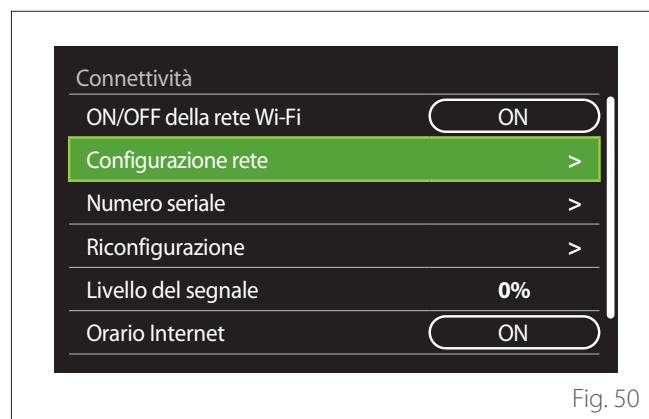 Connettività
ON/OFF della rete Wi-Fi ON
Configurazione rete >
Numero seriale >
Riconfigurazione >
Livello del segnale 0%
Orario Internet ON
Fig. 50